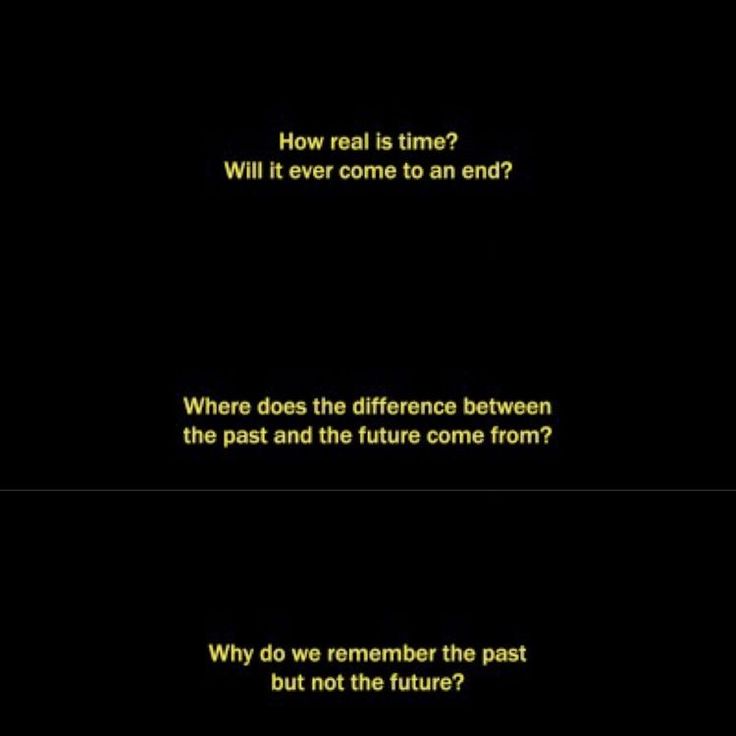 How real is time?
Will it ever come to an end?
Where does the difference between
the past and the future come from?
Why do we remember the past
but not the future?